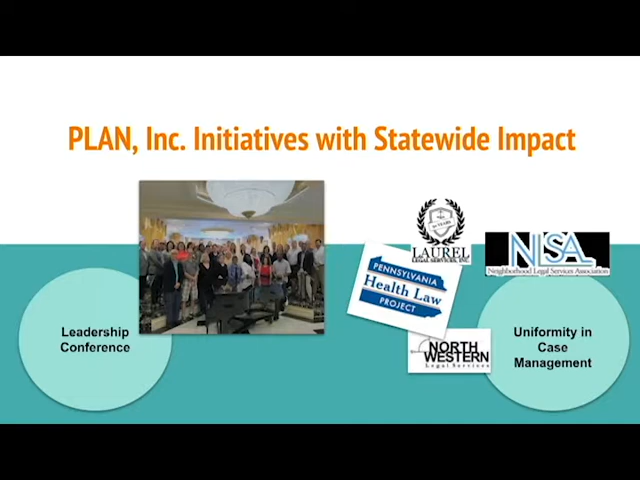 PLAN, Inc. Initiatives with Statewide Impact
Leadership
Conference
LAUREL
LEGAL SERVICES, INC.
PENNSYLVANIA
Health Law
PROJECT
NLSA
Neighborhood Legal Services Association
NORTH
WESTERN
Legal Services
Uniformity in
Case
Management